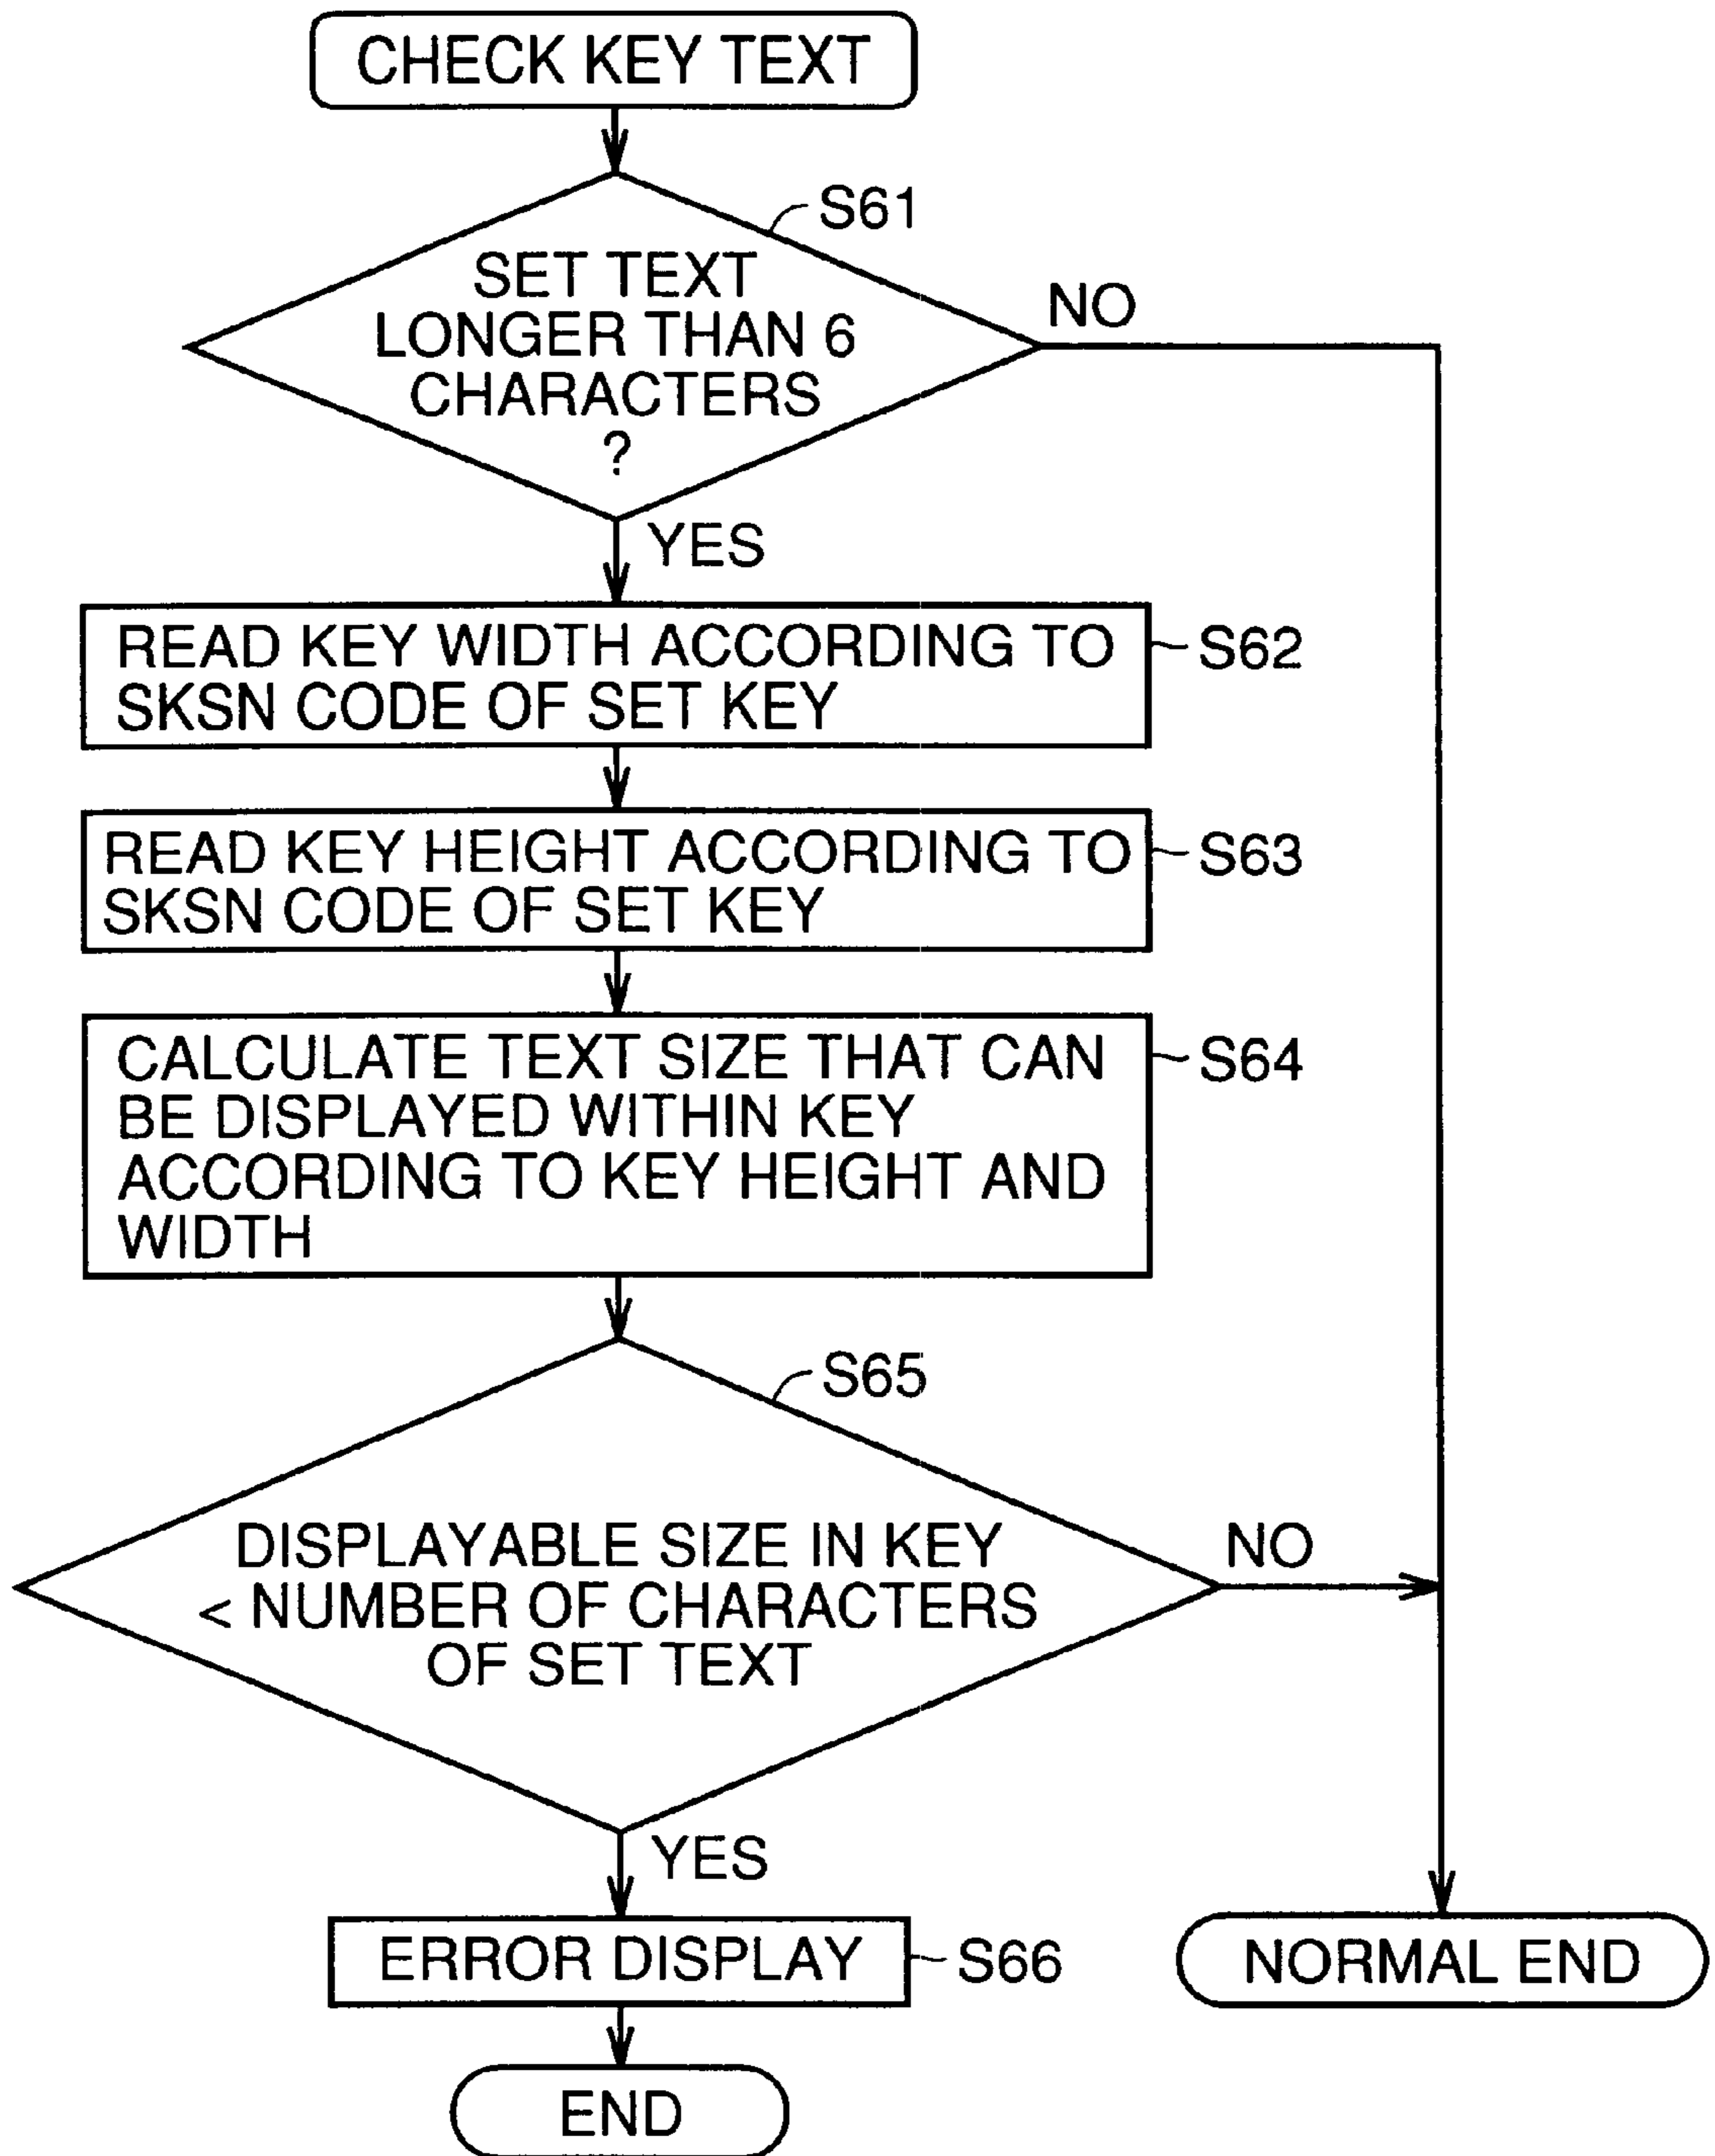 CHECK KEY TEXT
S61
SET TEXT
LONGER THAN 6
CHARACTERS
?
NO
YES
READ KEY WIDTH ACCORDING TO
SKSN CODE OF SET KEY
S62
READ KEY HEIGHT ACCORDING TO
SKSN CODE OF SET KEY
S63
CALCULATE TEXT SIZE THAT CAN
BE DISPLAYED WITHIN KEY
ACCORDING TO KEY HEIGHT AND
WIDTH
S64
S65
DISPLAYABLE SIZE IN KEY
< NUMBER OF CHARACTERS
OF SET TEXT
NO
YES
ERROR DISPLAY
S66
NORMAL END
END